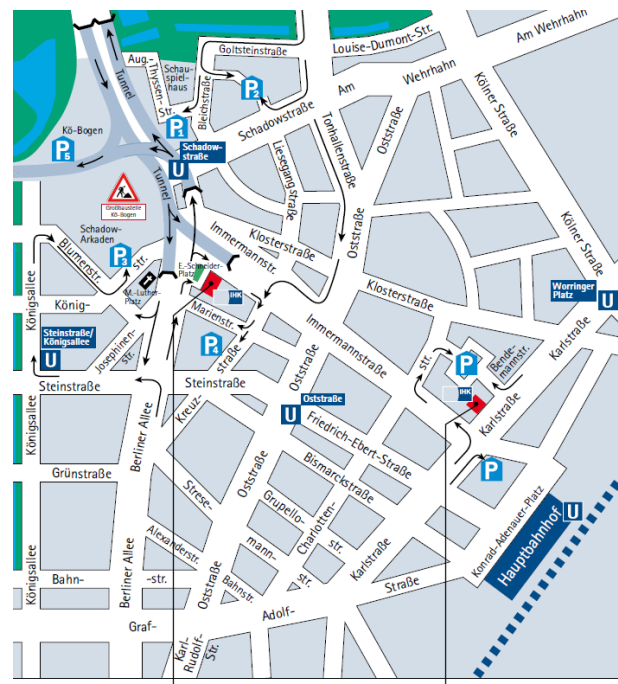 Goltsteinstraße
Louise-Dumont-Str.
Am Wehrhahn
Aug.-
Thyssen-
Str.
Schau-
spiel-
haus
Bleichstraße
P2
Am
Wehrhahn
Kölner Straße
Tunnel
Kö-Bogen
P5
P1
Schadowstraße
Tonhallenstraße
Oststraße
Schadow-
straße
U
Liesegangstraße
Tunnel
Großbaustelle
Kö-Bogen
Schadow-
Arkaden
P3
Blumenstr.
str.
Immermannstr.
Klosterstraße
Oststraße
Kölner Straße
Königsallee
E.-Schneider-
Platz
IHK
M.-Luther-
Platz
König-
Marienstr.
Klosterstraße
Worringer
Platz
U
Steinstraße/
Königsallee
U
Josephinen-
str.
P4
straße
Immermannstraße
Karlstraße
str.
P
Bende-
mannstr.
IHK
Steinstraße
Steinstraße
Kreuz-
Oststraße
Oststraße
U
Karlstraße
Königsallee
Berliner Allee
Friedrich-Ebert-Straße
Bismarckstraße
P
Grünstraße
Strese-
Oststraße
Grupello-
mann-
Charlotten-
str.
str.
Konrad-Adenauer-Platz
Hauptbahnhof
U
Alexanderstr.
Karlstraße
Königsallee
Berliner Allee
Bahn-
-str.
Oststraße
Bahnstr.
Straße
Adolf-
Graf-
Karl-
Rudolf-
Str.